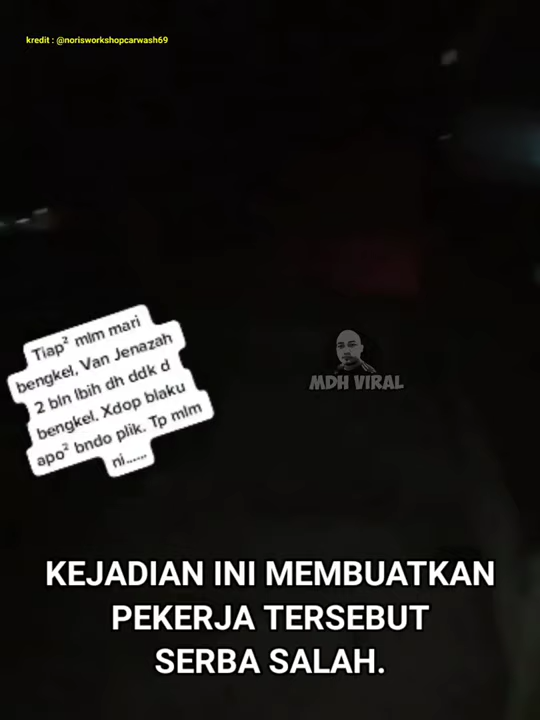 kredit : @norisworkshopcarwash69
Tiap² mlm mari
bengkel, Van Jenazah
2 bln lbih dh ddk d
bengkel. Xdop blaku
apo² bndo plik. Tp mlm
ni......
MDH VIRAL
KEJADIAN INI MEMBUATKAN
PEKERJA TERSEBUT
SERBA SALAH.